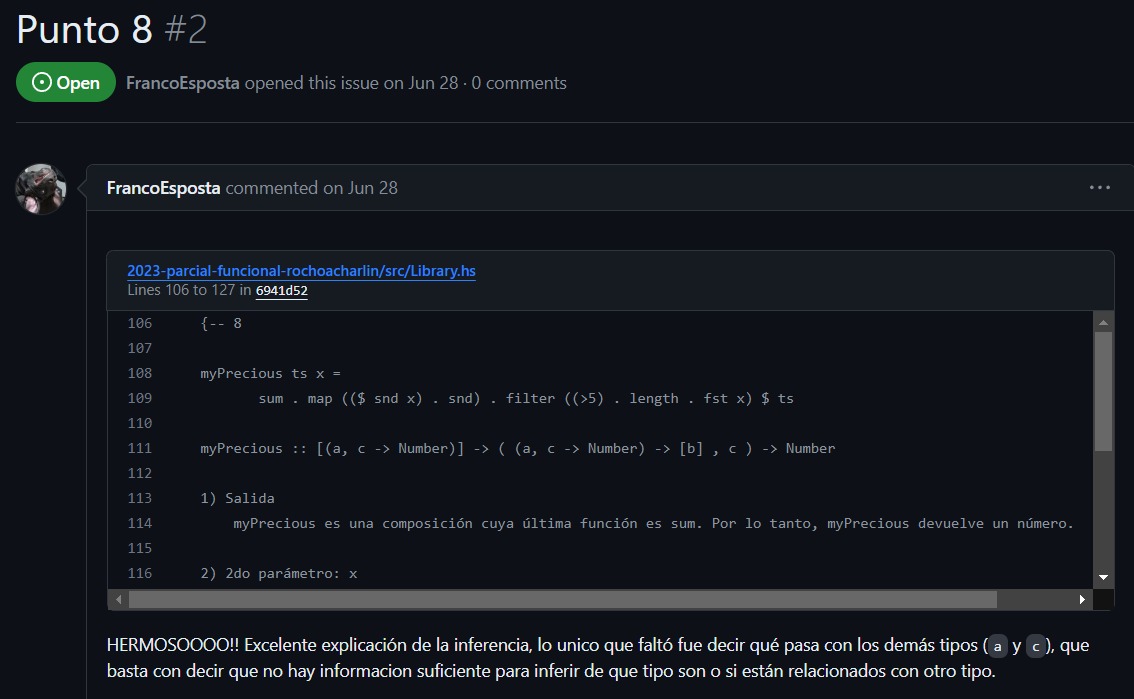 Punto 8 #2
Open FrancoEsposta opened this issue on Jun 28 · 0 comments
FrancoEsposta commented on Jun 28
2023-parcial-funcional-rochoacharlin/src/Library.hs
Lines 106 to 127 in 6941d52
106 {-- 8
107
108 myPrecious ts x =
109 sum . map (($ snd x) . snd) . filter ((>5) . length . fst x) $ ts
110
111 myPrecious :: [(a, c -> Number)] -> ( (a, c -> Number) -> [b] , c ) -> Number
112
113 1) Salida
114 myPrecious es una composición cuya última función es sum. Por lo tanto, myPrecious devuelve un número.
115
116 2) 2do parámetro: x
HERMOSOOOO!! Excelente explicación de la inferencia, lo unico que faltó fue decir qué pasa con los demás tipos (a y c), que
basta con decir que no hay informacion suficiente para inferir de que tipo son o si están relacionados con otro tipo.